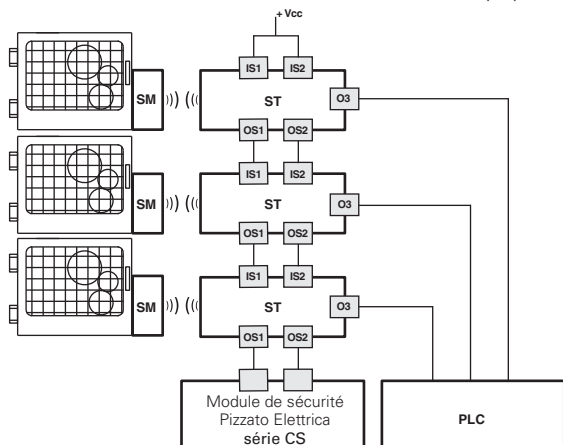 + Vcc
IS1 IS2
SM ST O3
OS1 OS2
IS1 IS2
SM ST O3
OS1 OS2
IS1 IS2
SM ST O3
OS1 OS2
Module de sécurité
Pizzato Elettrica
série CS
PLC